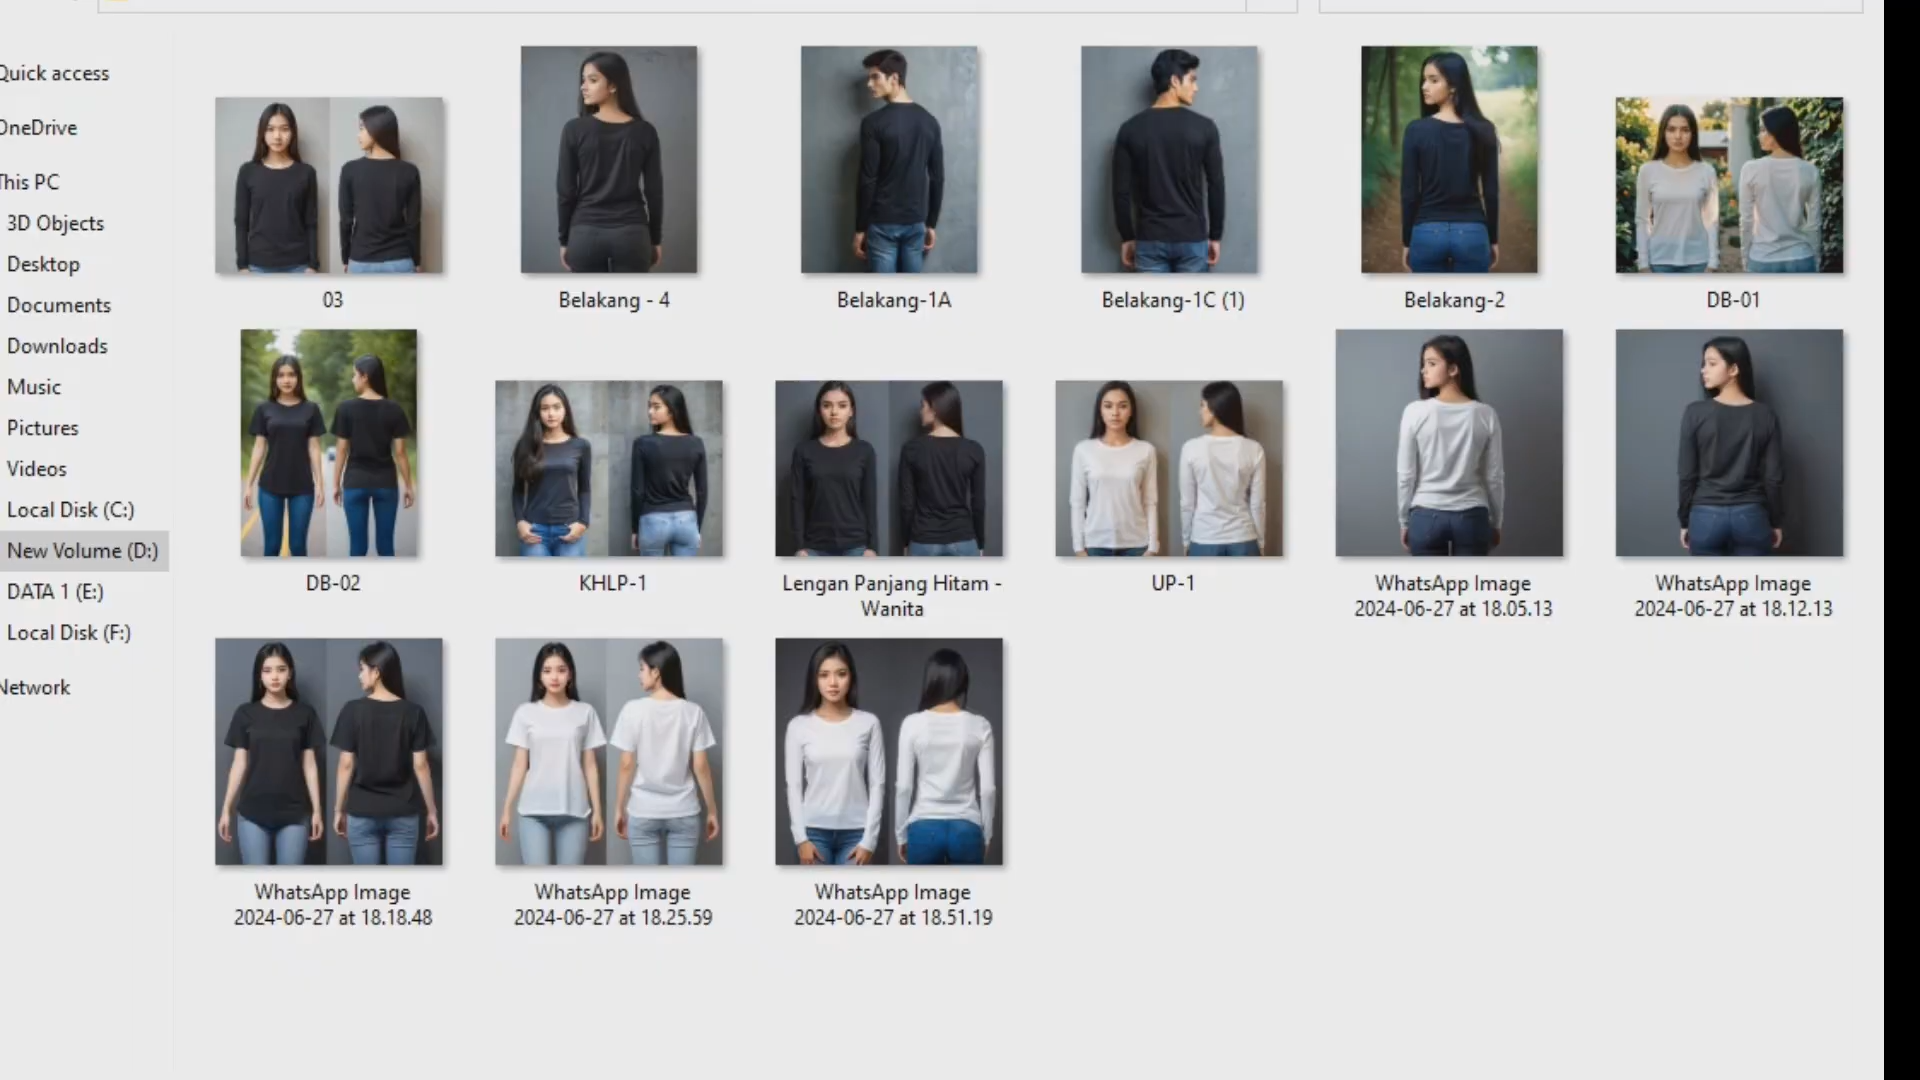 Quick access
OneDrive
This PC
3D Objects
Desktop
Documents
Downloads
Music
Pictures
Videos
Local Disk (C:)
New Volume (D:)
DATA 1 (E:)
Local Disk (F:)
Network
03
Belakang - 4
Belakang-1A
Belakang-1C (1)
Belakang-2
DB-01
DB-02
KHLP-1
Lengan Panjang Hitam -
Wanita
UP-1
WhatsApp Image
2024-06-27 at 18.05.13
WhatsApp Image
2024-06-27 at 18.12.13
WhatsApp Image
2024-06-27 at 18.18.48
WhatsApp Image
2024-06-27 at 18.25.59
WhatsApp Image
2024-06-27 at 18.51.19